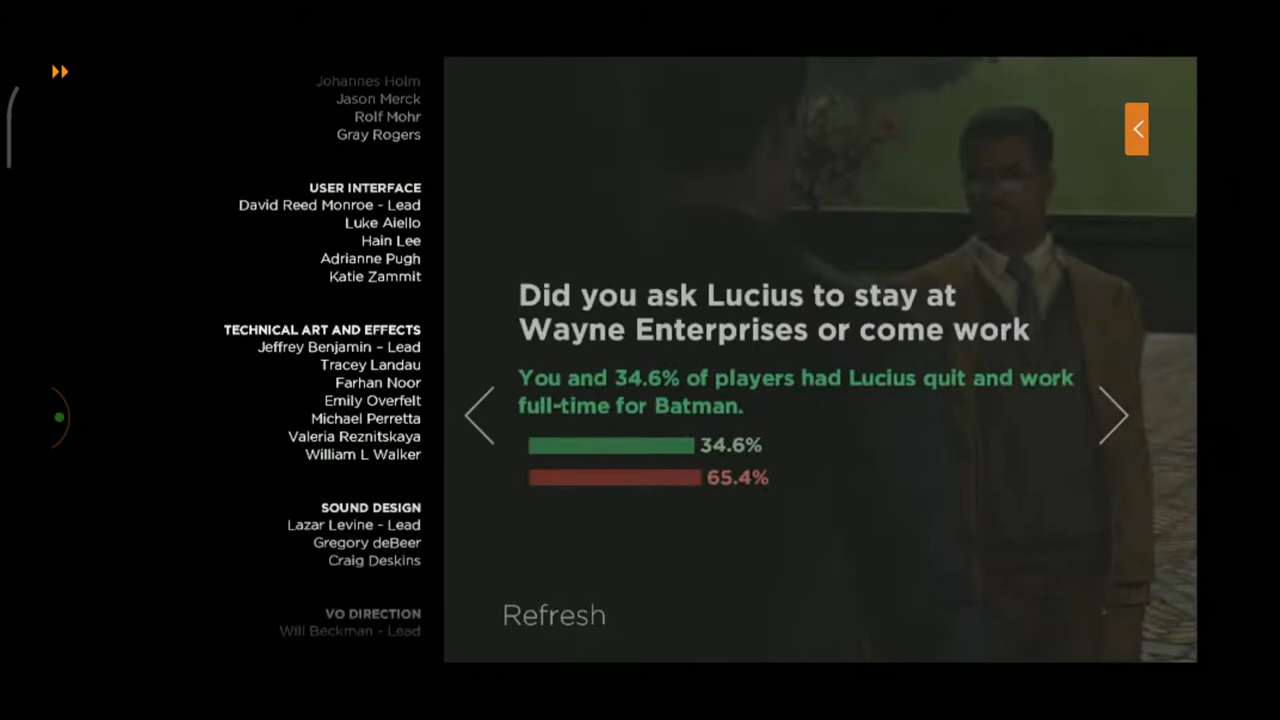 Johannes Holm
Jason Merck
Rolf Mohr
Gray Rogers
USER INTERFACE
David Reed Monroe - Lead
Luke Aiello
Hain Lee
Adrianne Pugh
Katie Zammit
TECHNICAL ART AND EFFECTS
Jeffrey Benjamin - Lead
Tracey Landau
Farhan Noor
Emily Overfelt
Michael Perretta
Valeria Reznitskaya
William L Walker
SOUND DESIGN
Lazar Levine - Lead
Gregory deBeer
Craig Deskins
VO DIRECTION
Will Beckman - Lead
Did you ask Lucius to stay at
Wayne Enterprises or come work
You and 34.6% of players had Lucius quit and work
full-time for Batman.
34.6%
65.4%
Refresh